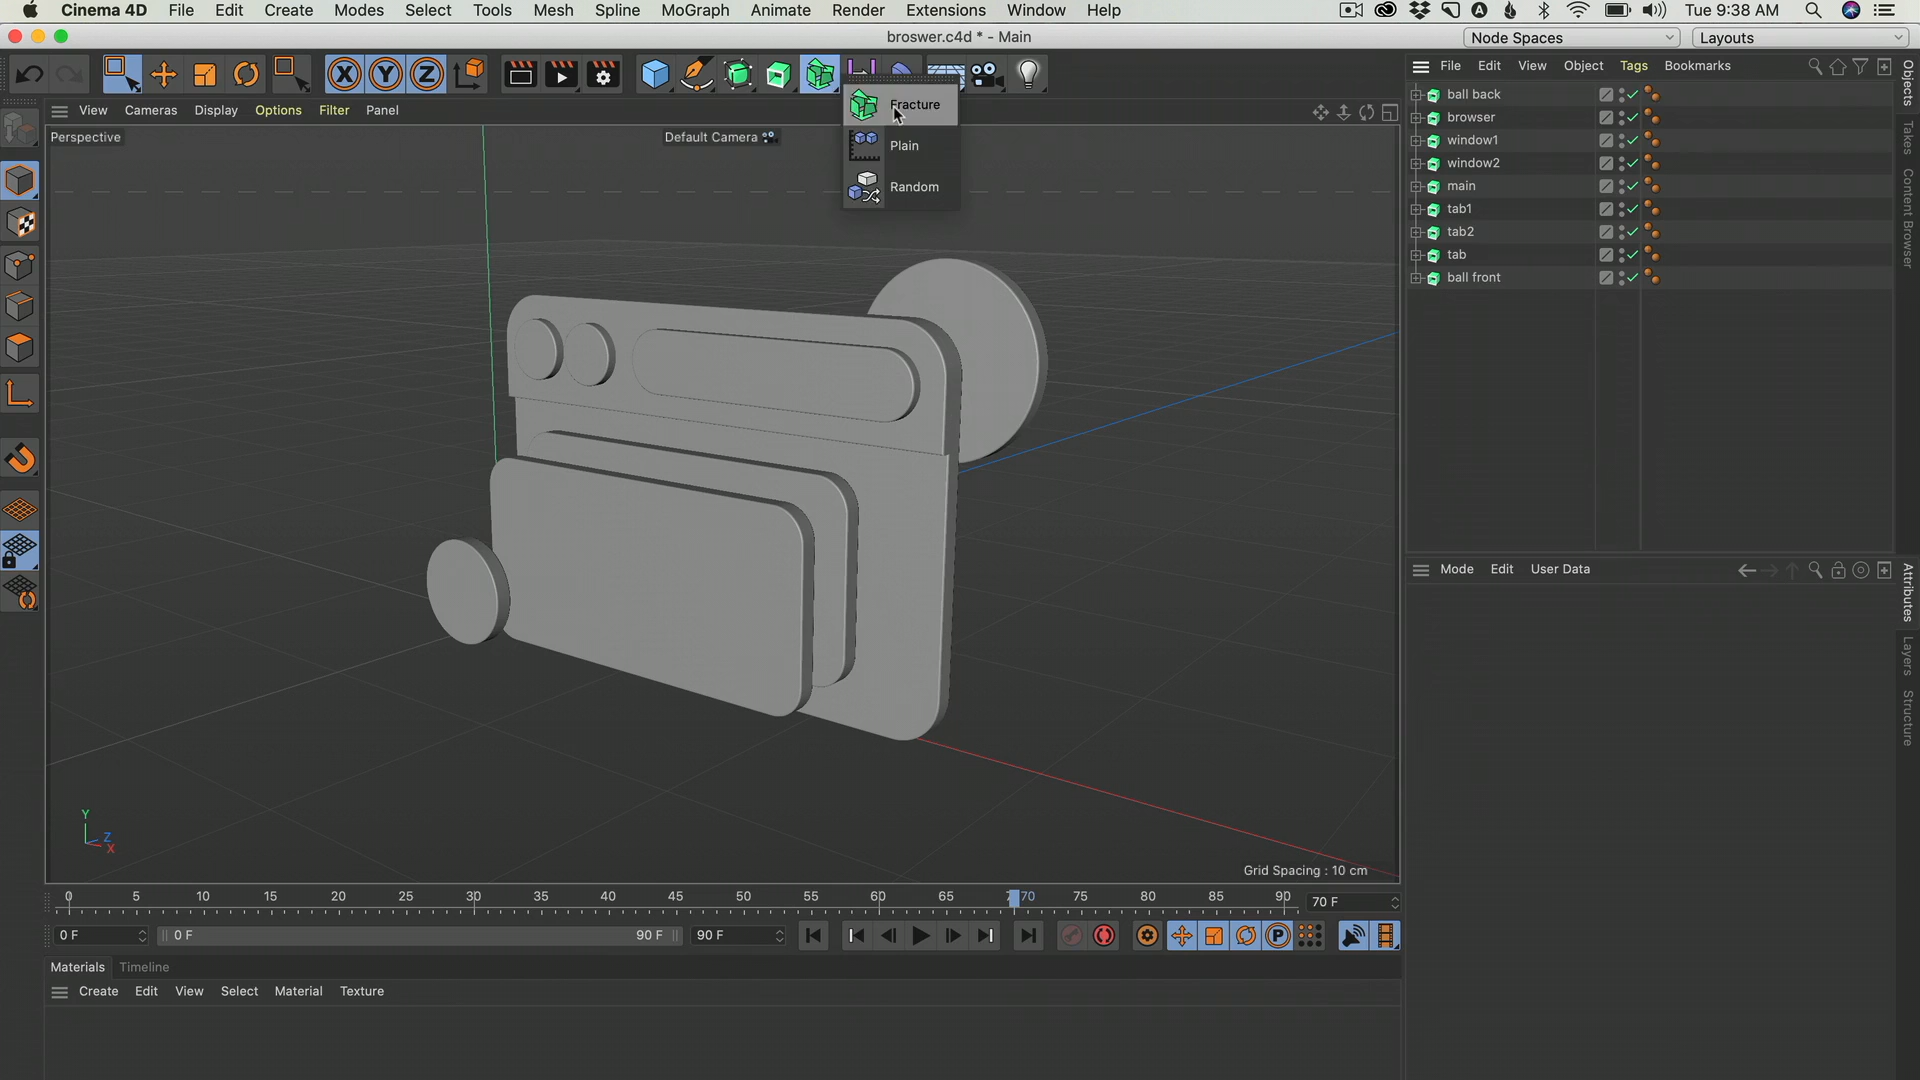 Cinema 4D File Edit Create Modes Select Tools Mesh Spline MoGraph Animate Render Extensions Window Help Tue 9:38 AM
broswer.c4d * - Main
Node Spaces
Layouts
X Y Z
File Edit View Object Tags Bookmarks
View Cameras Display Options Filter Panel
Perspective
Default Camera
Fracture
Plain
Random
ball back
browser
window1
window2
main
tab1
tab2
tab
ball front
Objects
Takes
Content Browser
Mode Edit User Data
Attributes
Layers
Structure
Y
Z
X
Grid Spacing : 10 cm
0 5 10 15 20 25 30 35 40 45 50 55 60 65 70 75 80 85 90
70 F
0 F
0 F
90 F
90 F
P
Materials Timeline
Create Edit View Select Material Texture